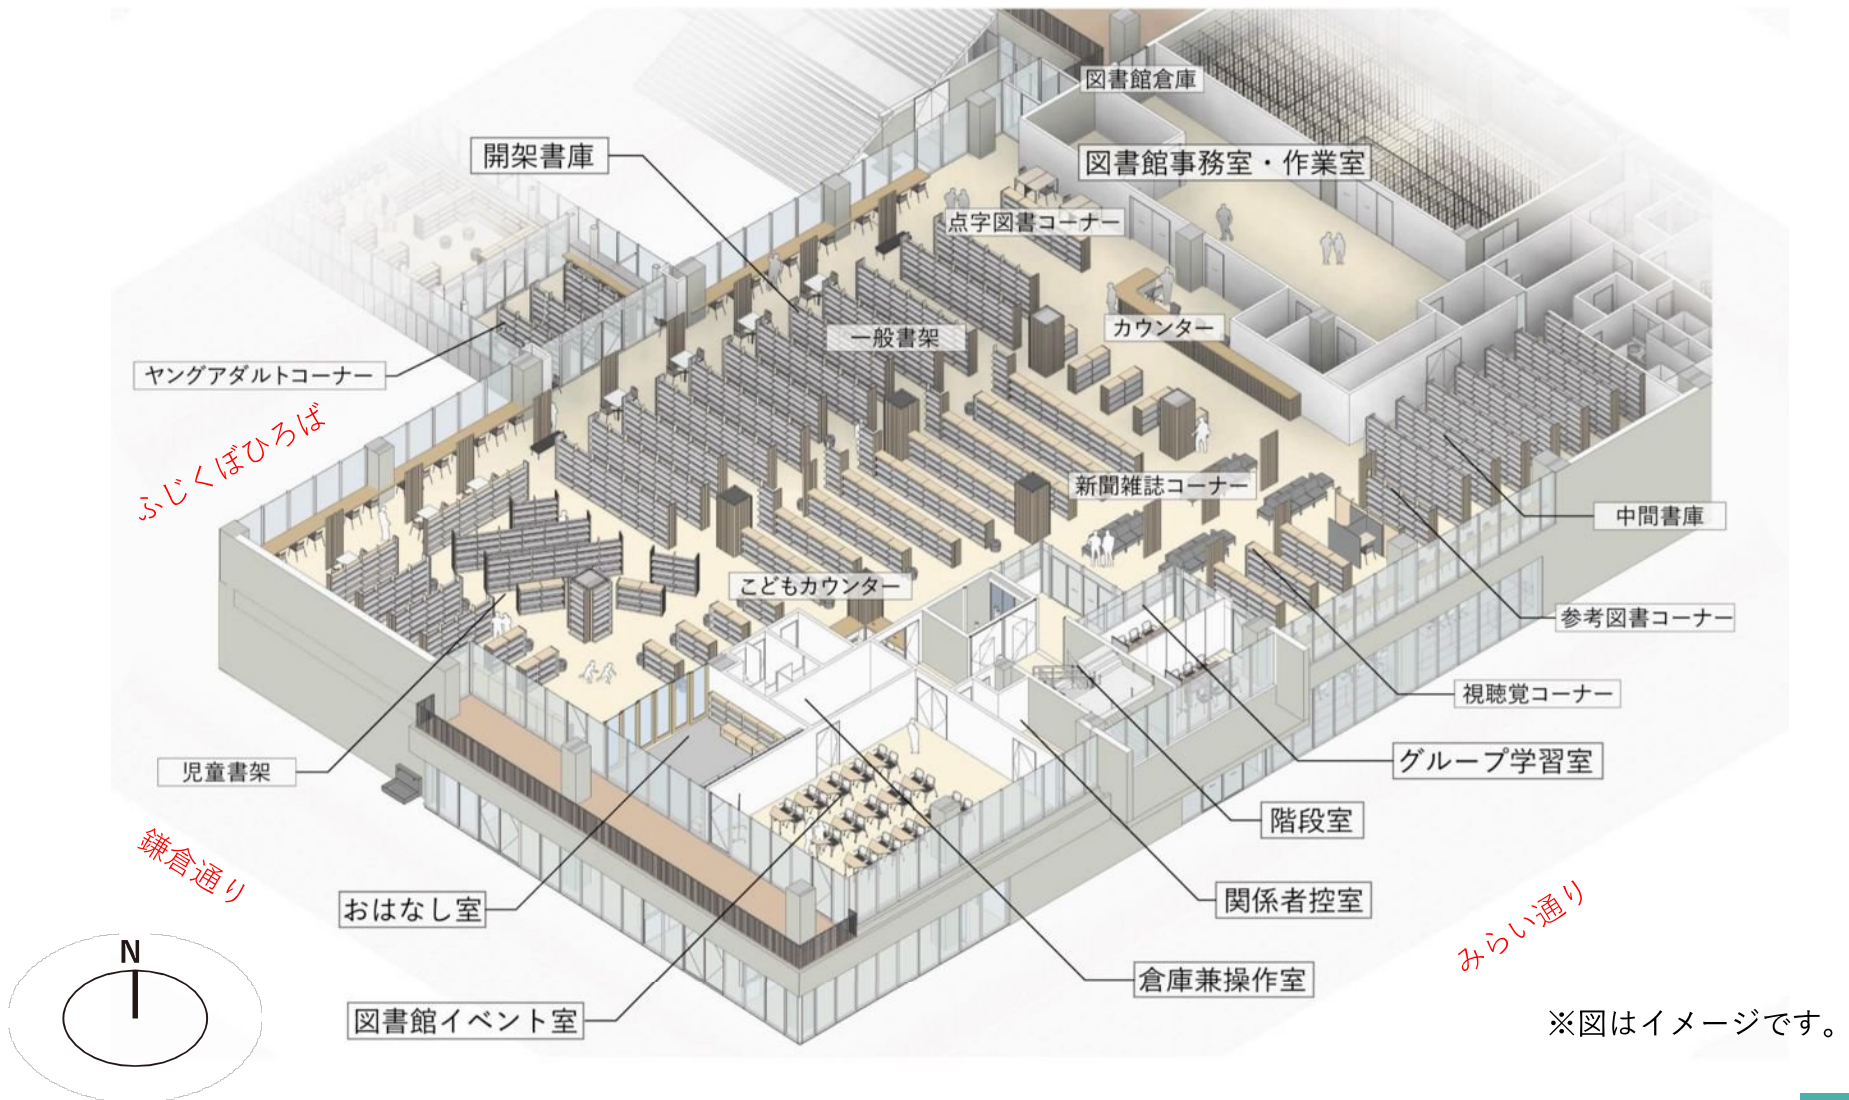 図書館倉庫
開架書庫
図書館事務室・作業室
点字図書コーナー
カウンター
一般書架
ヤングアダルトコーナー
ふじくぼひろば
新聞雑誌コーナー
中間書庫
こどもカウンター
参考図書コーナー
視聴覚コーナー
児童書架
グループ学習室
階段室
鎌倉通り
おはなし室
関係者控室
みらい通り
N
倉庫兼操作室
図書館イベント室
※図はイメージです。